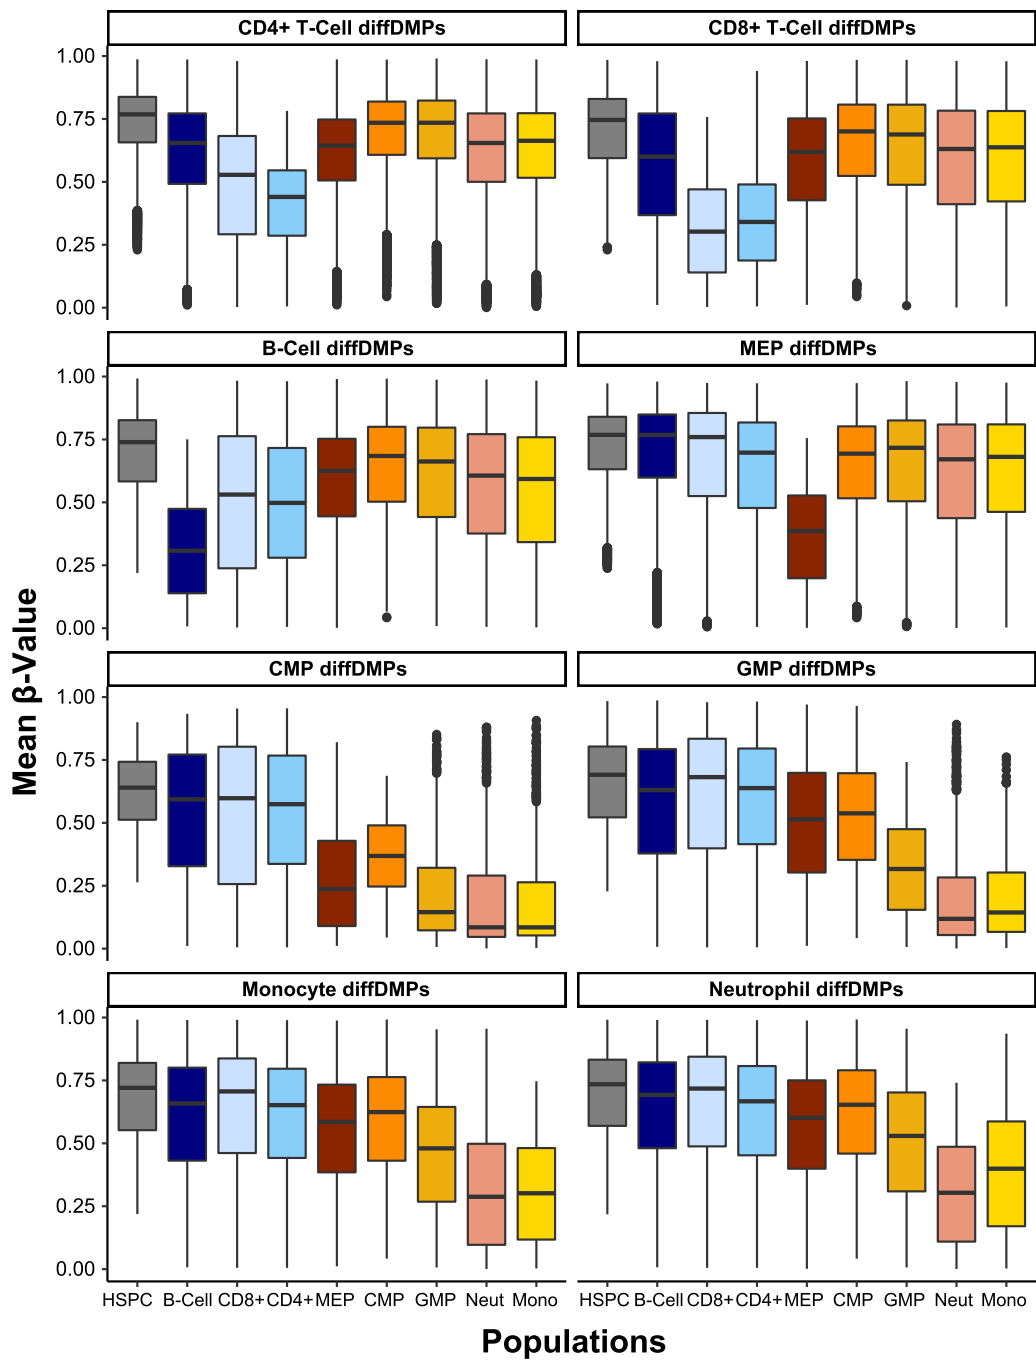 CD4+ T-Cell diffDMPs
CD8+ T-Cell diffDMPs
1.00
0.75
0.50
0.25
0.00
B-Cell diffDMPs
MEP diffDMPs
1.00
0.75
0.50
0.25
0.00
Mean β-Value
CMP diffDMPs
GMP diffDMPs
1.00
0.75
0.50
0.25
0.00
Monocyte diffDMPs
Neutrophil diffDMPs
1.00
0.75
0.50
0.25
0.00
HSPC B-Cell CD8+ CD4+ MEP CMP GMP Neut Mono
HSPC B-Cell CD8+ CD4+ MEP CMP GMP Neut Mono
Populations